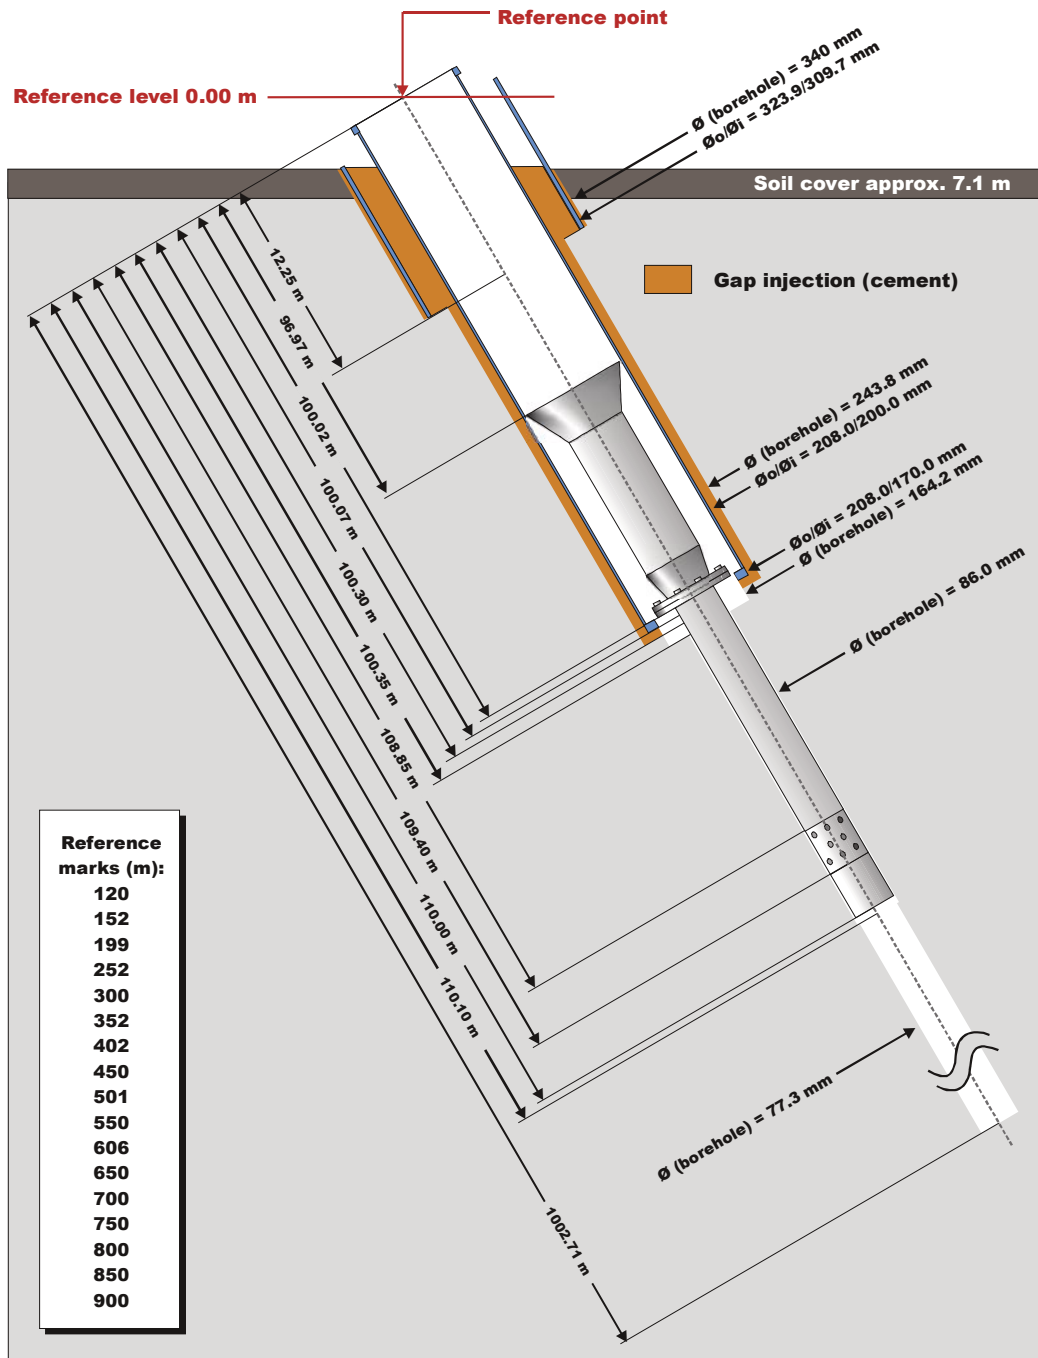 Reference point
Reference level 0.00 m
Ø (borehole) = 340 mm
Øo/Øi = 323.9/309.7 mm
Soil cover approx. 7.1 m
Gap injection (cement)
12.25 m
96.97 m
100.02 m
100.07 m
100.30 m
100.35 m
108.85 m
109.40 m
110.00 m
110.10 m
1002.71 m
Ø (borehole) = 243.8 mm
Øo/Øi = 208.0/200.0 mm
Øo/Øi = 208.0/170.0 mm
Ø (borehole) = 164.2 mm
Ø (borehole) = 86.0 mm
Ø (borehole) = 77.3 mm
Reference
marks (m):
120
152
199
252
300
352
402
450
501
550
606
650
700
750
800
850
900